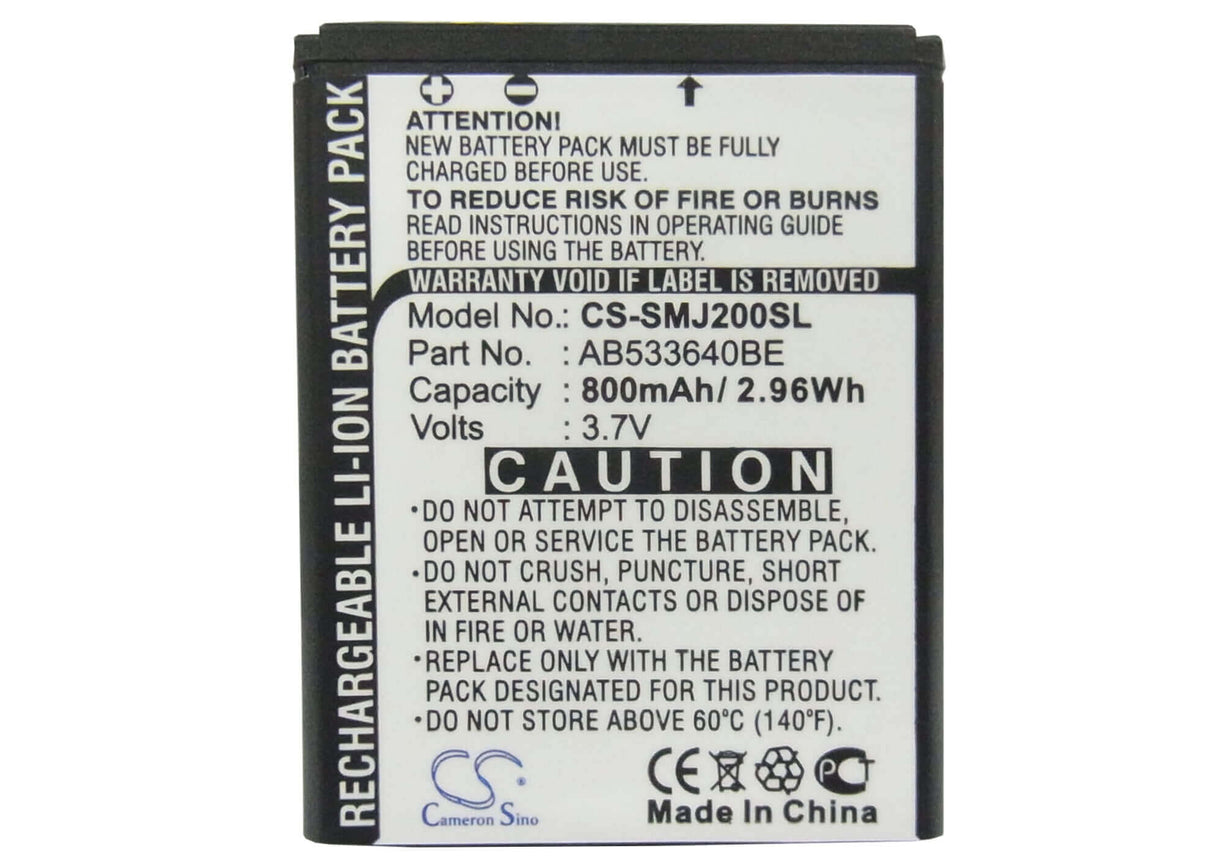 RECHARGEABLE LI-ION BATTERY PACK
ATTENTION!
NEW BATTERY PACK MUST BE FULLY
CHARGED BEFORE USE.
TO REDUCE RISK OF FIRE OR BURNS
READ INSTRUCTIONS IN OPERATING GUIDE
BEFORE USING THE BATTERY.
WARRANTY VOID IF LABEL IS REMOVED
Model No.: CS-SMJ200SL
Part No. : AB533640BE
Capacity : 800mAh/ 2.96Wh
Volts : 3.7V
CAUTION
•DO NOT ATTEMPT TO DISASSEMBLE,
OPEN OR SERVICE THE BATTERY PACK.
•DO NOT CRUSH, PUNCTURE, SHORT
EXTERNAL CONTACTS OR DISPOSE OF
IN FIRE OR WATER.
•REPLACE ONLY WITH THE BATTERY
PACK DESIGNATED FOR THIS PRODUCT.
•DO NOT STORE ABOVE 60°C (140°F).
CS®
Cameron Sino
CE PCT
Made In China